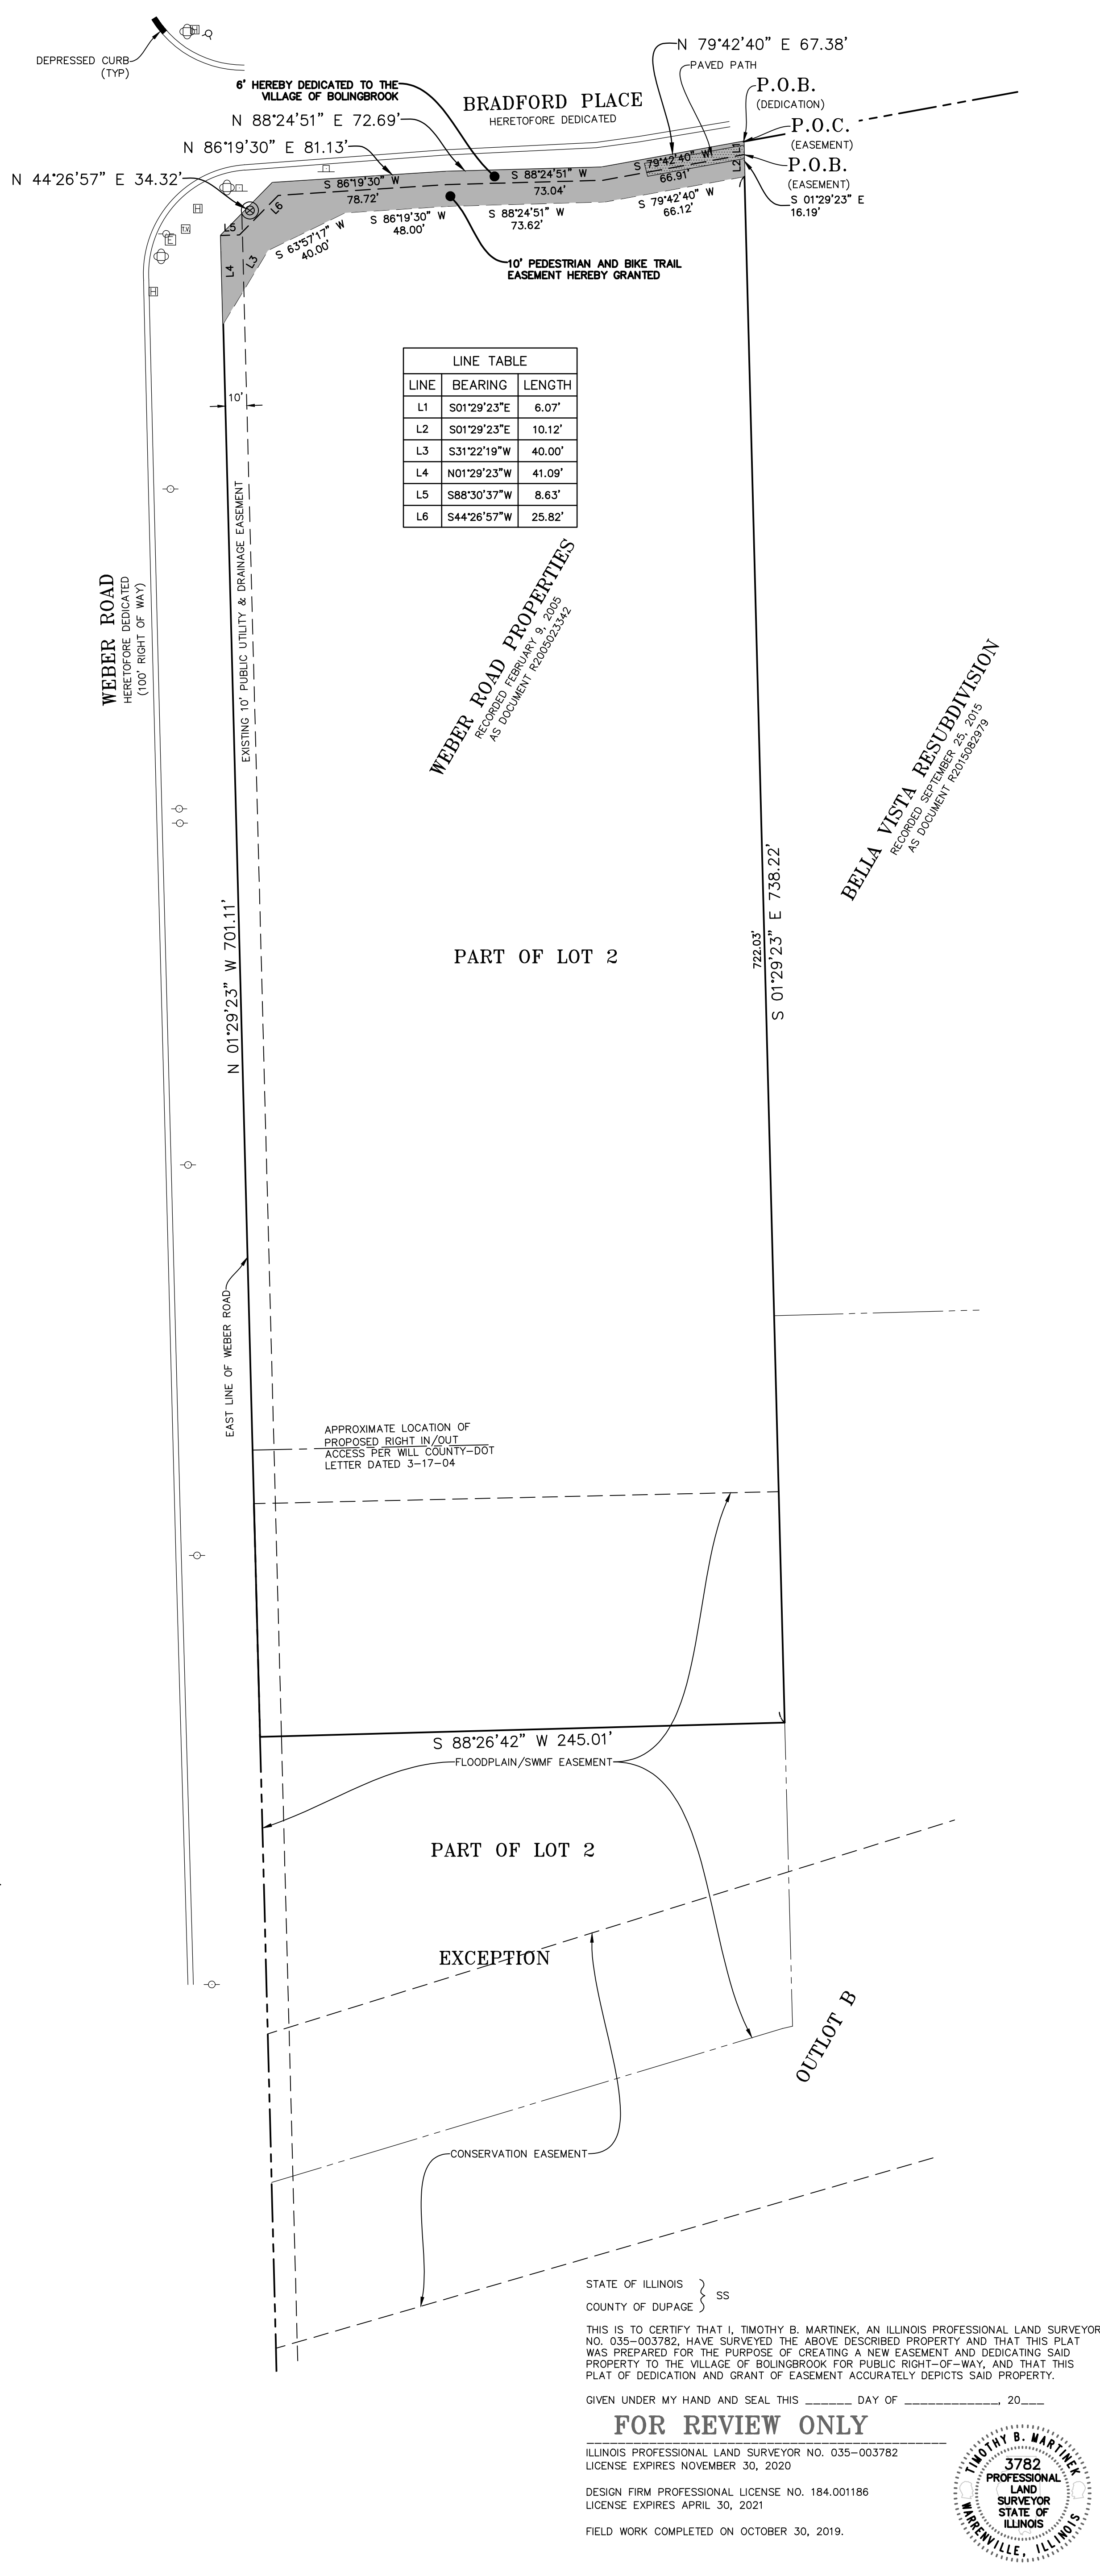 DEPRESSED CURB
(TYP)
H
N 79°42'40" E 67.38'
PAVED PATH
6' HEREBY DEDICATED TO THE
VILLAGE OF BOLINGBROOK
BRADFORD PLACE
HERETOFORE DEDICATED
P.O.B.
(DEDICATION)
N 88°24'51" E 72.69'
P.O.C.
(EASEMENT)
N 86°19'30" E 81.13'
P.O.B.
(EASEMENT)
N 44°26'57" E 34.32'
S 01°29'23" E
16.19'
S 86°19'30" W
78.72'
S 88°24'51" W
73.04'
S 79°42'40" W
66.91'
L1
L2
L6
L5
L4
L3
S 63°57'17" W
40.00'
S 86°19'30" W
48.00'
S 88°24'51" W
73.62'
S 79°42'40" W
66.12'
H
E
H
10' PEDESTRIAN AND BIKE TRAIL
EASEMENT HEREBY GRANTED
LINE TABLE
LINE BEARING LENGTH
L1 S01°29'23"E 6.07'
L2 S01°29'23"E 10.12'
L3 S31°22'19"W 40.00'
L4 N01°29'23"W 41.09'
L5 S88°30'37"W 8.63'
L6 S44°26'57"W 25.82'
10'
EXISTING 10' PUBLIC UTILITY & DRAINAGE EASEMENT
WEBER ROAD
HERETOFORE DEDICATED
(100' RIGHT OF WAY)
WEBER ROAD PROPERTIES
RECORDED FEBRUARY 9, 2005
AS DOCUMENT R2005023342
BELLA VISTA RESUBDIVISION
RECORDED SEPTEMBER 25, 2015
AS DOCUMENT R2015082979
N 01°29'23" W 701.11'
PART OF LOT 2
722.03'
S 01°29'23" E 738.22'
EAST LINE OF WEBER ROAD
APPROXIMATE LOCATION OF
PROPOSED RIGHT IN/OUT
ACCESS PER WILL COUNTY-DOT
LETTER DATED 3-17-04
S 88°26'42" W 245.01'
FLOODPLAIN/SWMF EASEMENT
PART OF LOT 2
EXCEPTION
OUTLOT B
CONSERVATION EASEMENT
STATE OF ILLINOIS
SS
COUNTY OF DUPAGE
THIS IS TO CERTIFY THAT I, TIMOTHY B. MARTINEK, AN ILLINOIS PROFESSIONAL LAND SURVEYOR
NO. 035-003782, HAVE SURVEYED THE ABOVE DESCRIBED PROPERTY AND THAT THIS PLAT
WAS PREPARED FOR THE PURPOSE OF CREATING A NEW EASEMENT AND DEDICATING SAID
PROPERTY TO THE VILLAGE OF BOLINGBROOK FOR PUBLIC RIGHT-OF-WAY, AND THAT THIS
PLAT OF DEDICATION AND GRANT OF EASEMENT ACCURATELY DEPICTS SAID PROPERTY.
GIVEN UNDER MY HAND AND SEAL THIS ______ DAY OF ____________, 20___
FOR REVIEW ONLY
ILLINOIS PROFESSIONAL LAND SURVEYOR NO. 035-003782
LICENSE EXPIRES NOVEMBER 30, 2020
DESIGN FIRM PROFESSIONAL LICENSE NO. 184.001186
LICENSE EXPIRES APRIL 30, 2021
FIELD WORK COMPLETED ON OCTOBER 30, 2019.
TIMOTHY B. MARTINEK
3782
PROFESSIONAL
LAND
SURVEYOR
STATE OF
ILLINOIS
WARRENVILLE, ILLINOIS